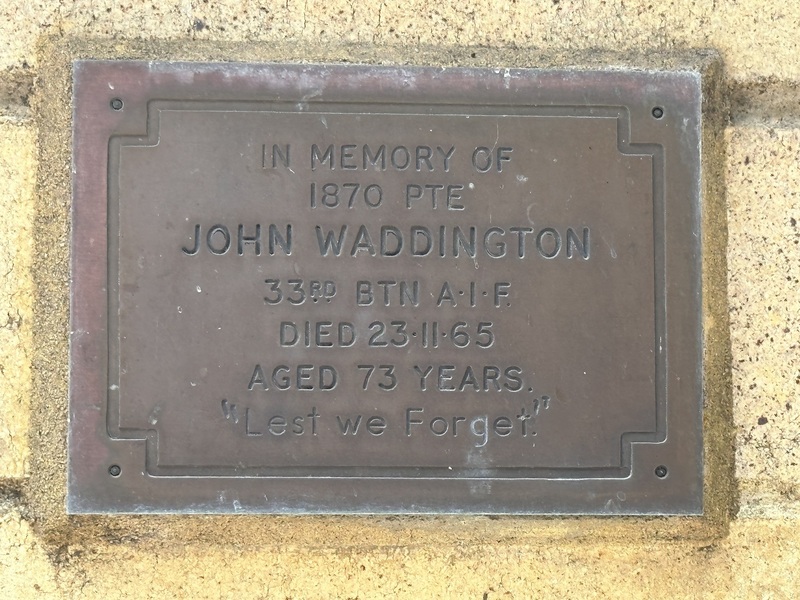 IN MEMORY OF
1870 PTE
JOHN WADDINGTON
33RD BTN A·I·F.
DIED 23·11·65
AGED 73 YEARS.
"Lest we Forget."